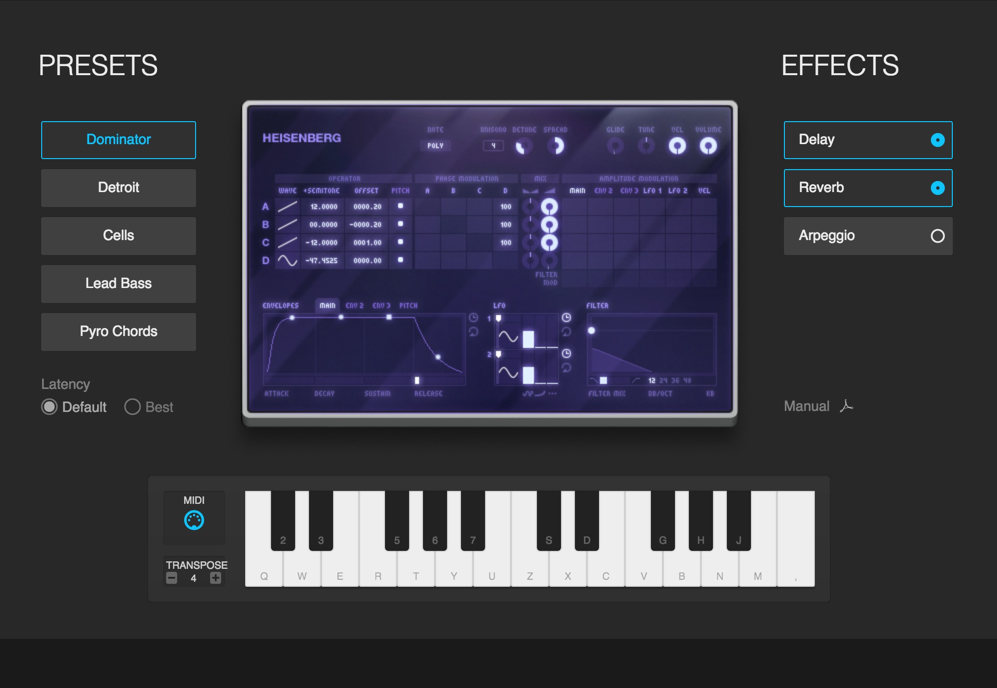 PRESETS
Dominator
Detroit
Cells
Lead Bass
Pyro Chords
Latency
Default Best
HEISENBERG
NOTE UNISONO DETUNE SPREAD GLIDE TUNE VEL VOLUME
POLY 4
OPERATOR PHASE MODULATION MIX AMPLITUDE MODULATION
WAVE +SEMITONE OFFSET PITCH A B C D MAIN ENV 2 ENV 3 LFO 1 LFO 2 VEL
A 12.0000 0000.20 100
B 00.0000 -0000.20 100
C -12.0000 0001.00 100
D -47.4525 0000.00
FILTER
MOD
ENVELOPES MAIN ENV 2 ENV 3 PITCH LFO FILTER
1
2
12 24 36 48
ATTACK DECAY SUSTAIN RELEASE FILTER MIX DB/OCT KB
EFFECTS
Delay
Reverb
Arpeggio
Manual
MIDI
TRANSPOSE
4
2 3 5 6 7 S D G H J
Q W E R T Y U Z X C V B N M ,